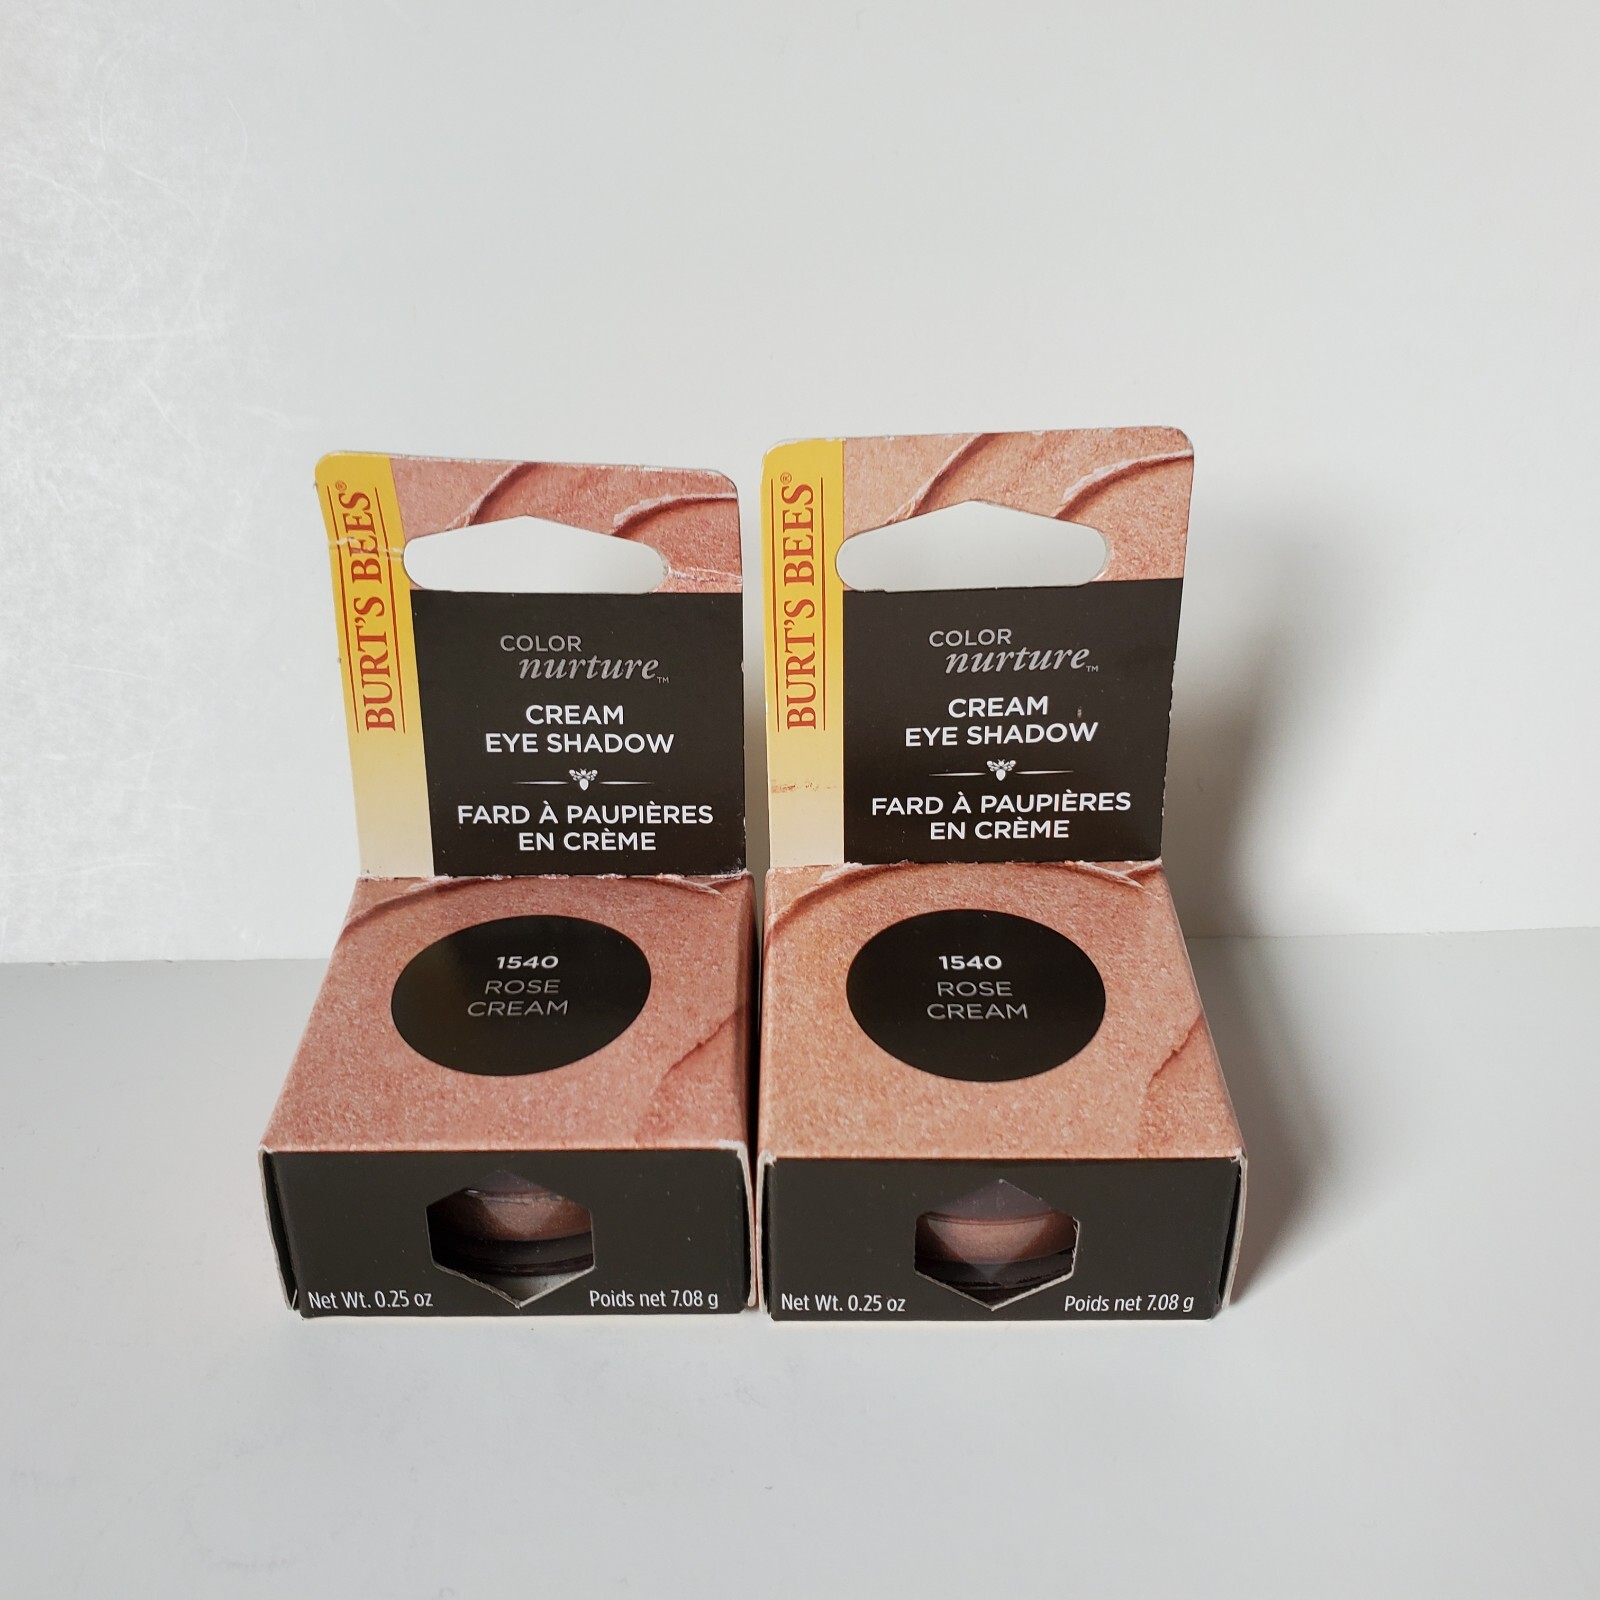 BURT'S BEES®
COLOR
nurture™
CREAM
EYE SHADOW
FARD À PAUPIÈRES
EN CRÈME
1540
ROSE
CREAM
Net Wt. 0.25 oz
Poids net 7.08 g
BURT'S BEES®
COLOR
nurture™
CREAM
EYE SHADOW
FARD À PAUPIÈRES
EN CRÈME
1540
ROSE
CREAM
Net Wt. 0.25 oz
Poids net 7.08 g